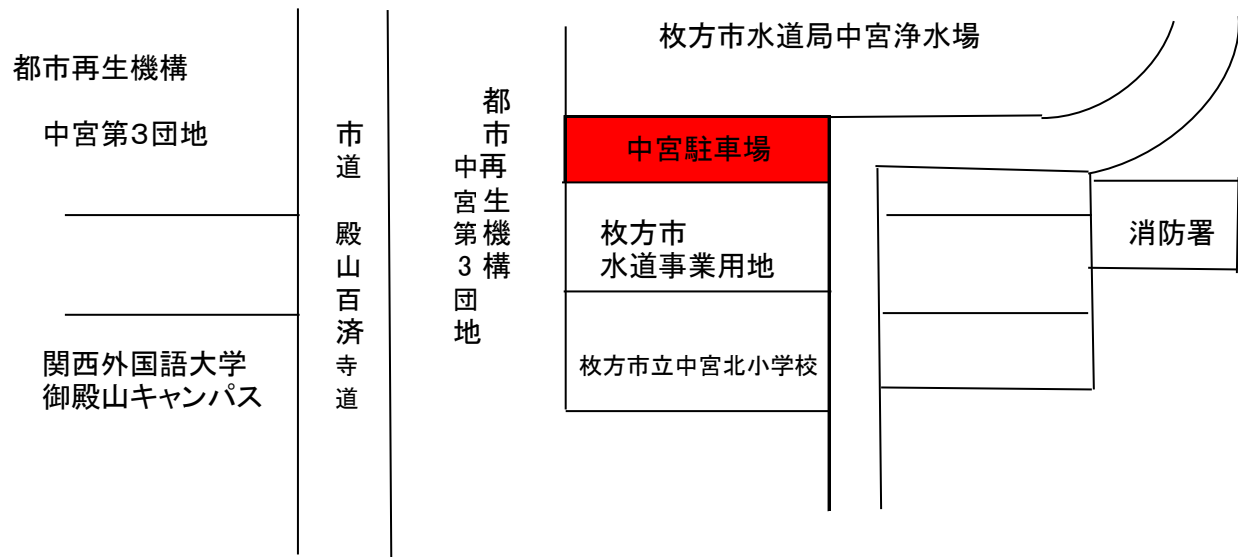 枚方市水道局中宮浄水場
都市再生機構
中宮第3団地
市道 殿山百済寺道
都市再生機構
中宮第3団地
中宮駐車場
枚方市
水道事業用地
消防署
関西外国語大学
御殿山キャンパス
枚方市立中宮北小学校